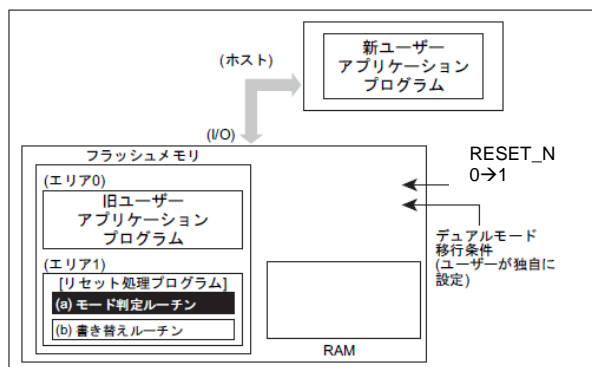 新ユーザー
アプリケーション
プログラム
(ホスト)
(I/O)
フラッシュメモリ
(エリア0)
旧ユーザー
アプリケーション
プログラム
(エリア1)
[リセット処理プログラム]
(a) モード判定ルーチン
(b) 書き替えルーチン
RAM
RESET_N
0→1
デュアルモード
移行条件
(ユーザーが独自に
設定)